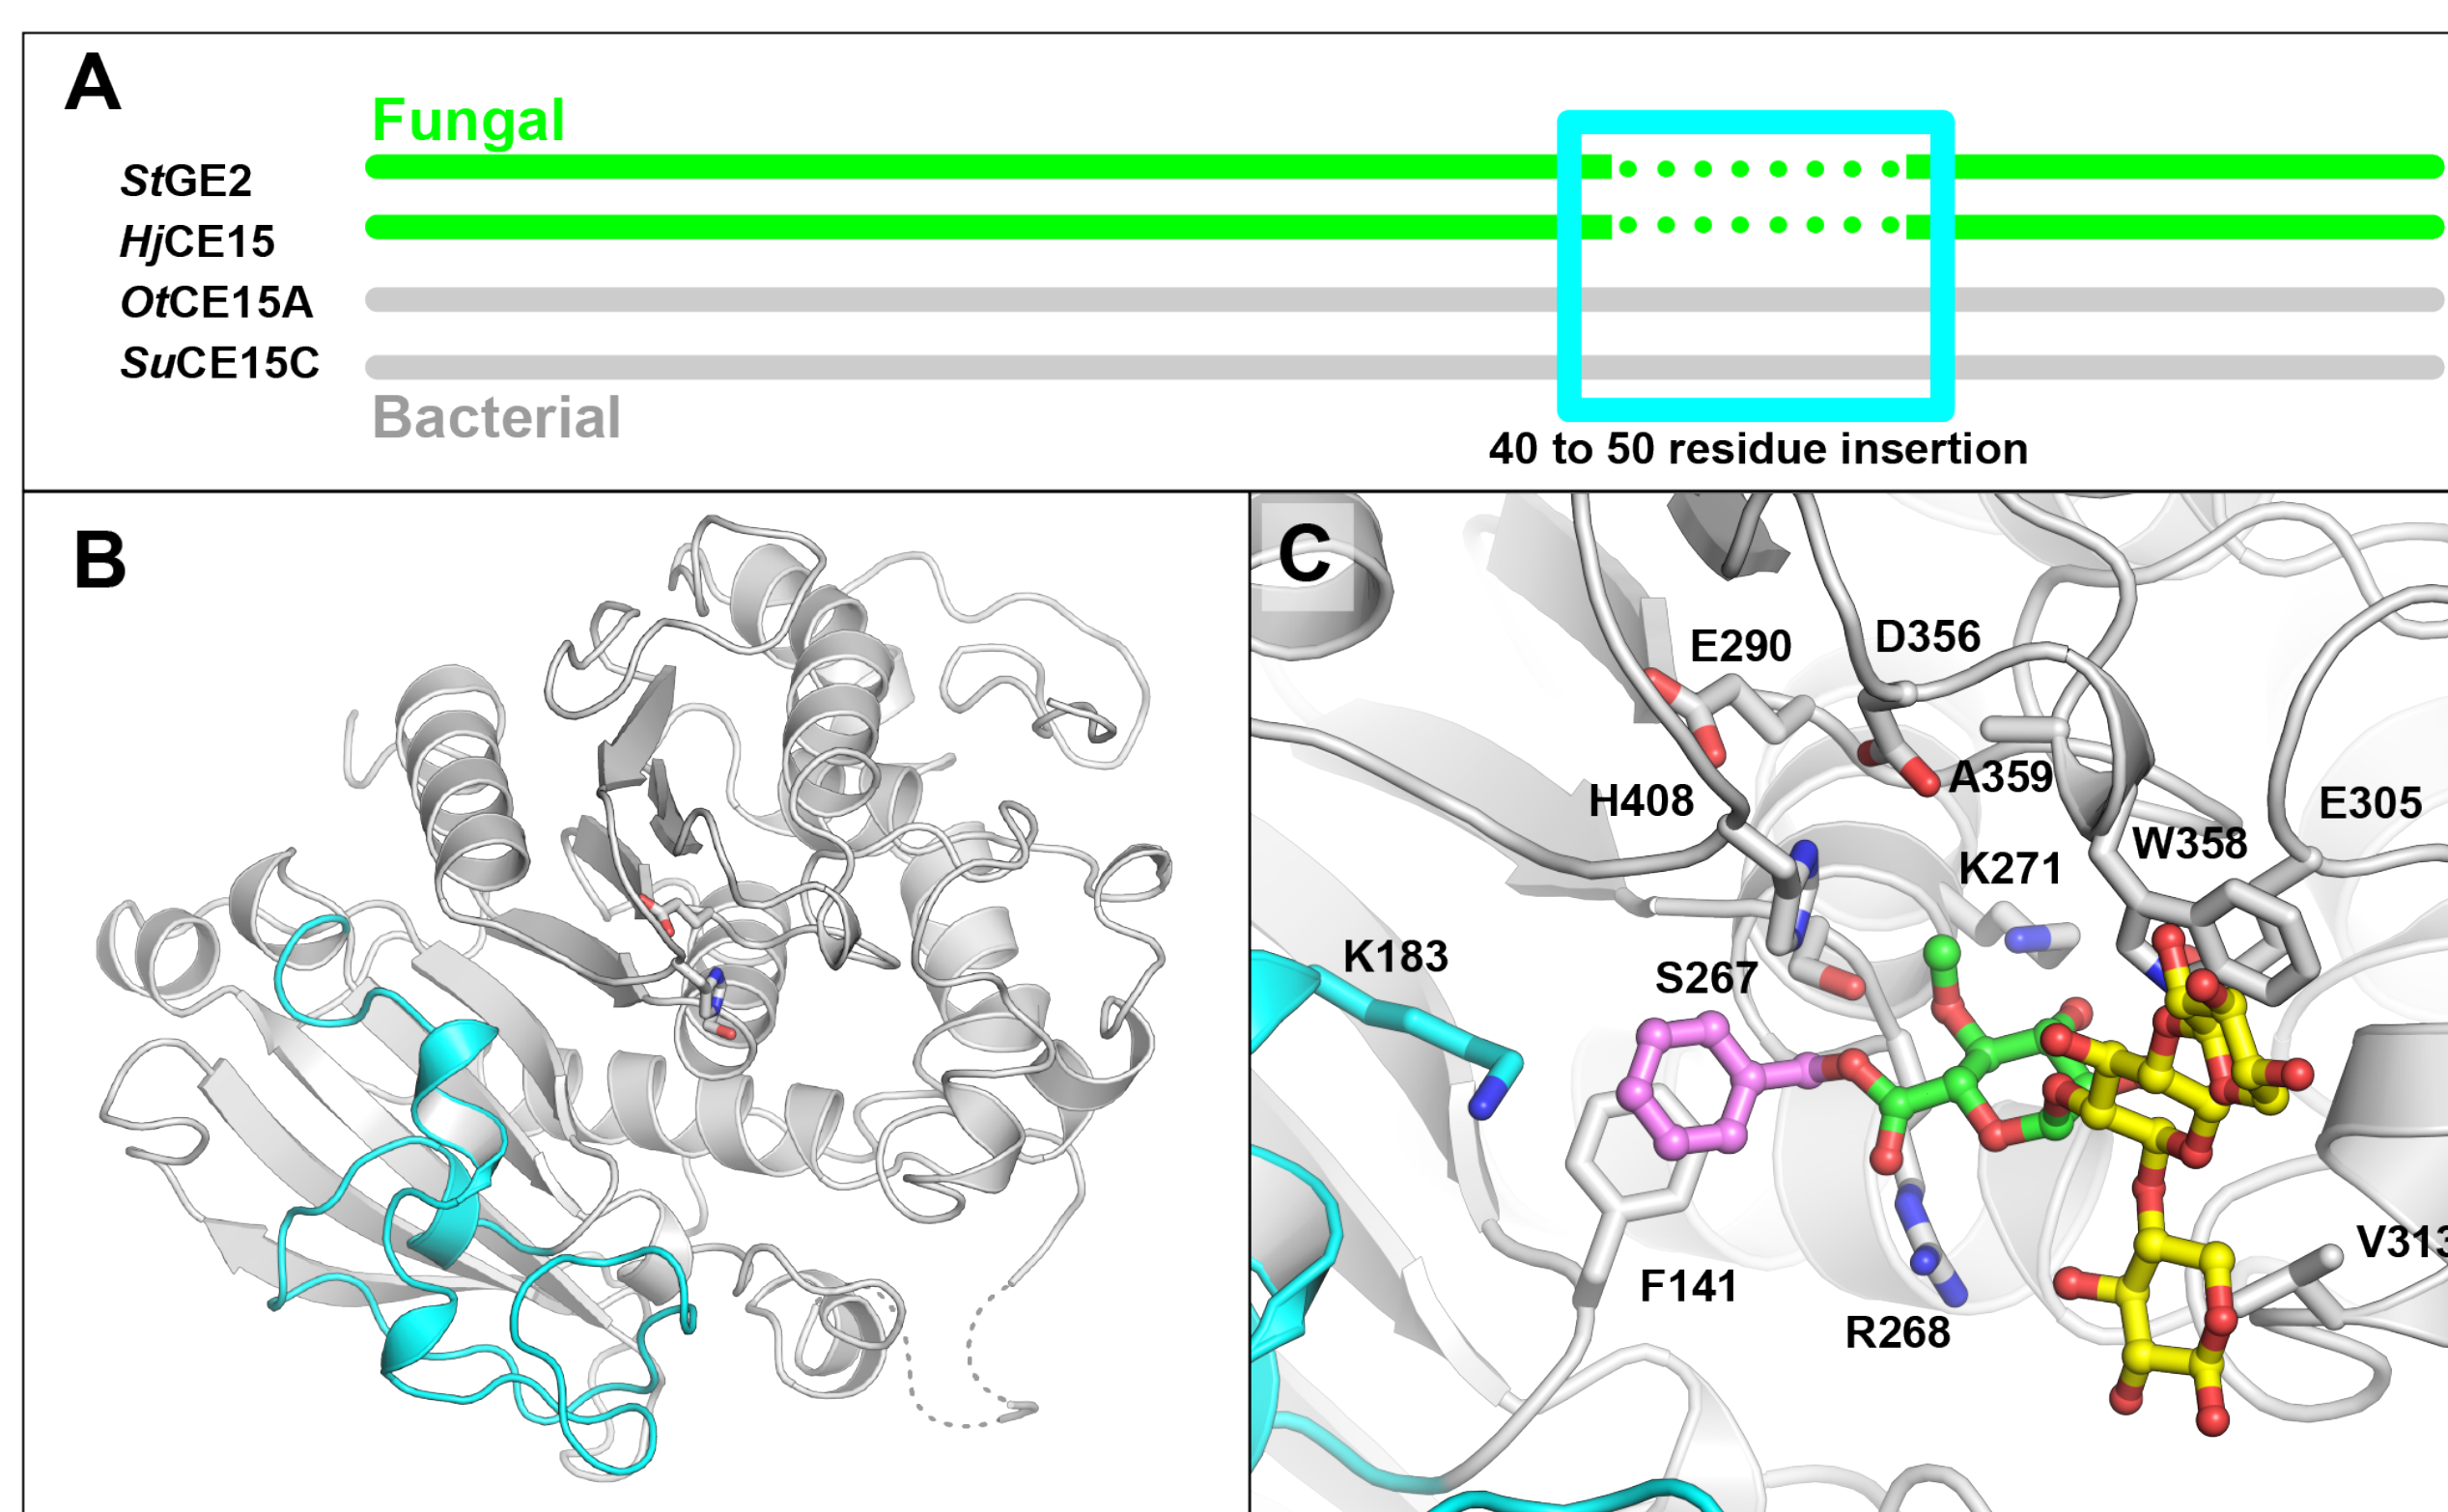 A
Fungal
StGE2
HjCE15
OtCE15A
SuCE15C
Bacterial
40 to 50 residue insertion
B
C
E290
D356
H408
A359
E305
W358
K271
K183
S267
F141
R268
V313